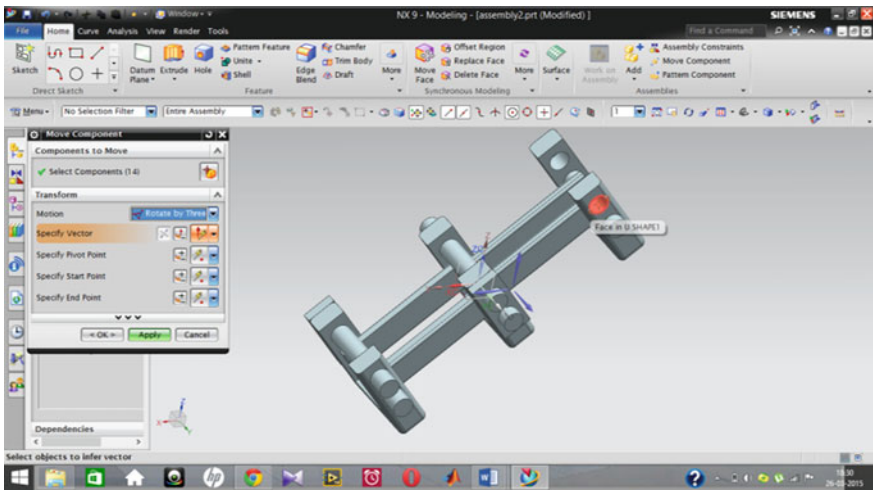 Window
NX 9 - Modeling - [assembly2.prt (Modified) ]
SIEMENS
File Home Curve Analysis View Render Tools
Find a Command
Sketch
Direct Sketch
Datum Plane
Extrude
Hole
Pattern Feature
Unite
Shell
Edge Blend
Chamfer
Trim Body
Draft
More
Feature
Move Face
Offset Region
Replace Face
Delete Face
More
Synchronous Modeling
Surface
Work on Assembly
Add
Assembly Constraints
Move Component
Pattern Component
Assemblies
Menu
No Selection Filter
Entire Assembly
1
Move Component
Components to Move
Select Components (14)
Transform
Motion
Rotate by Three
Specify Vector
Specify Pivot Point
Specify Start Point
Specify End Point
< OK >
Apply
Cancel
Face in U SHAPE1
Dependencies
Select objects to infer vector
18:30
26-03-2015